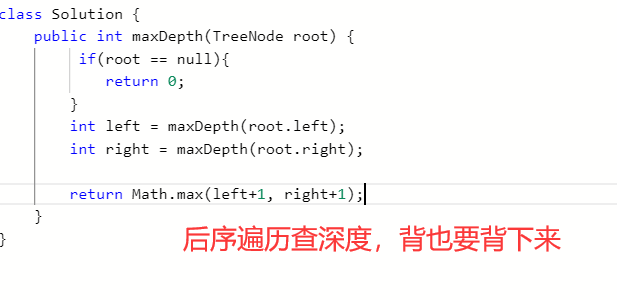 class Solution {
    public int maxDepth(TreeNode root) {
        if(root == null){
            return 0;
        }
        int left = maxDepth(root.left);
        int right = maxDepth(root.right);
        return Math.max(left+1, right+1);
    }
}
后序遍历查深度，背也要背下来